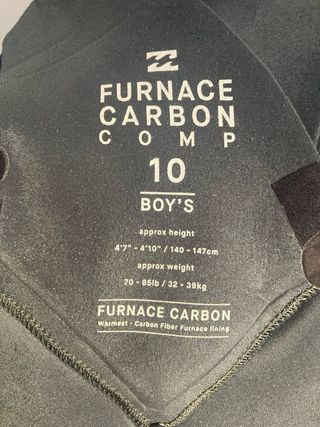 FURNACE
CARBON
COMP
10
BOY'S
approx height
4'7" - 4'10" / 140 - 147cm
approx weight
70 - 85lb / 32 - 39kg
FURNACE CARBON
Warmest - Carbon Fiber Furnace lining